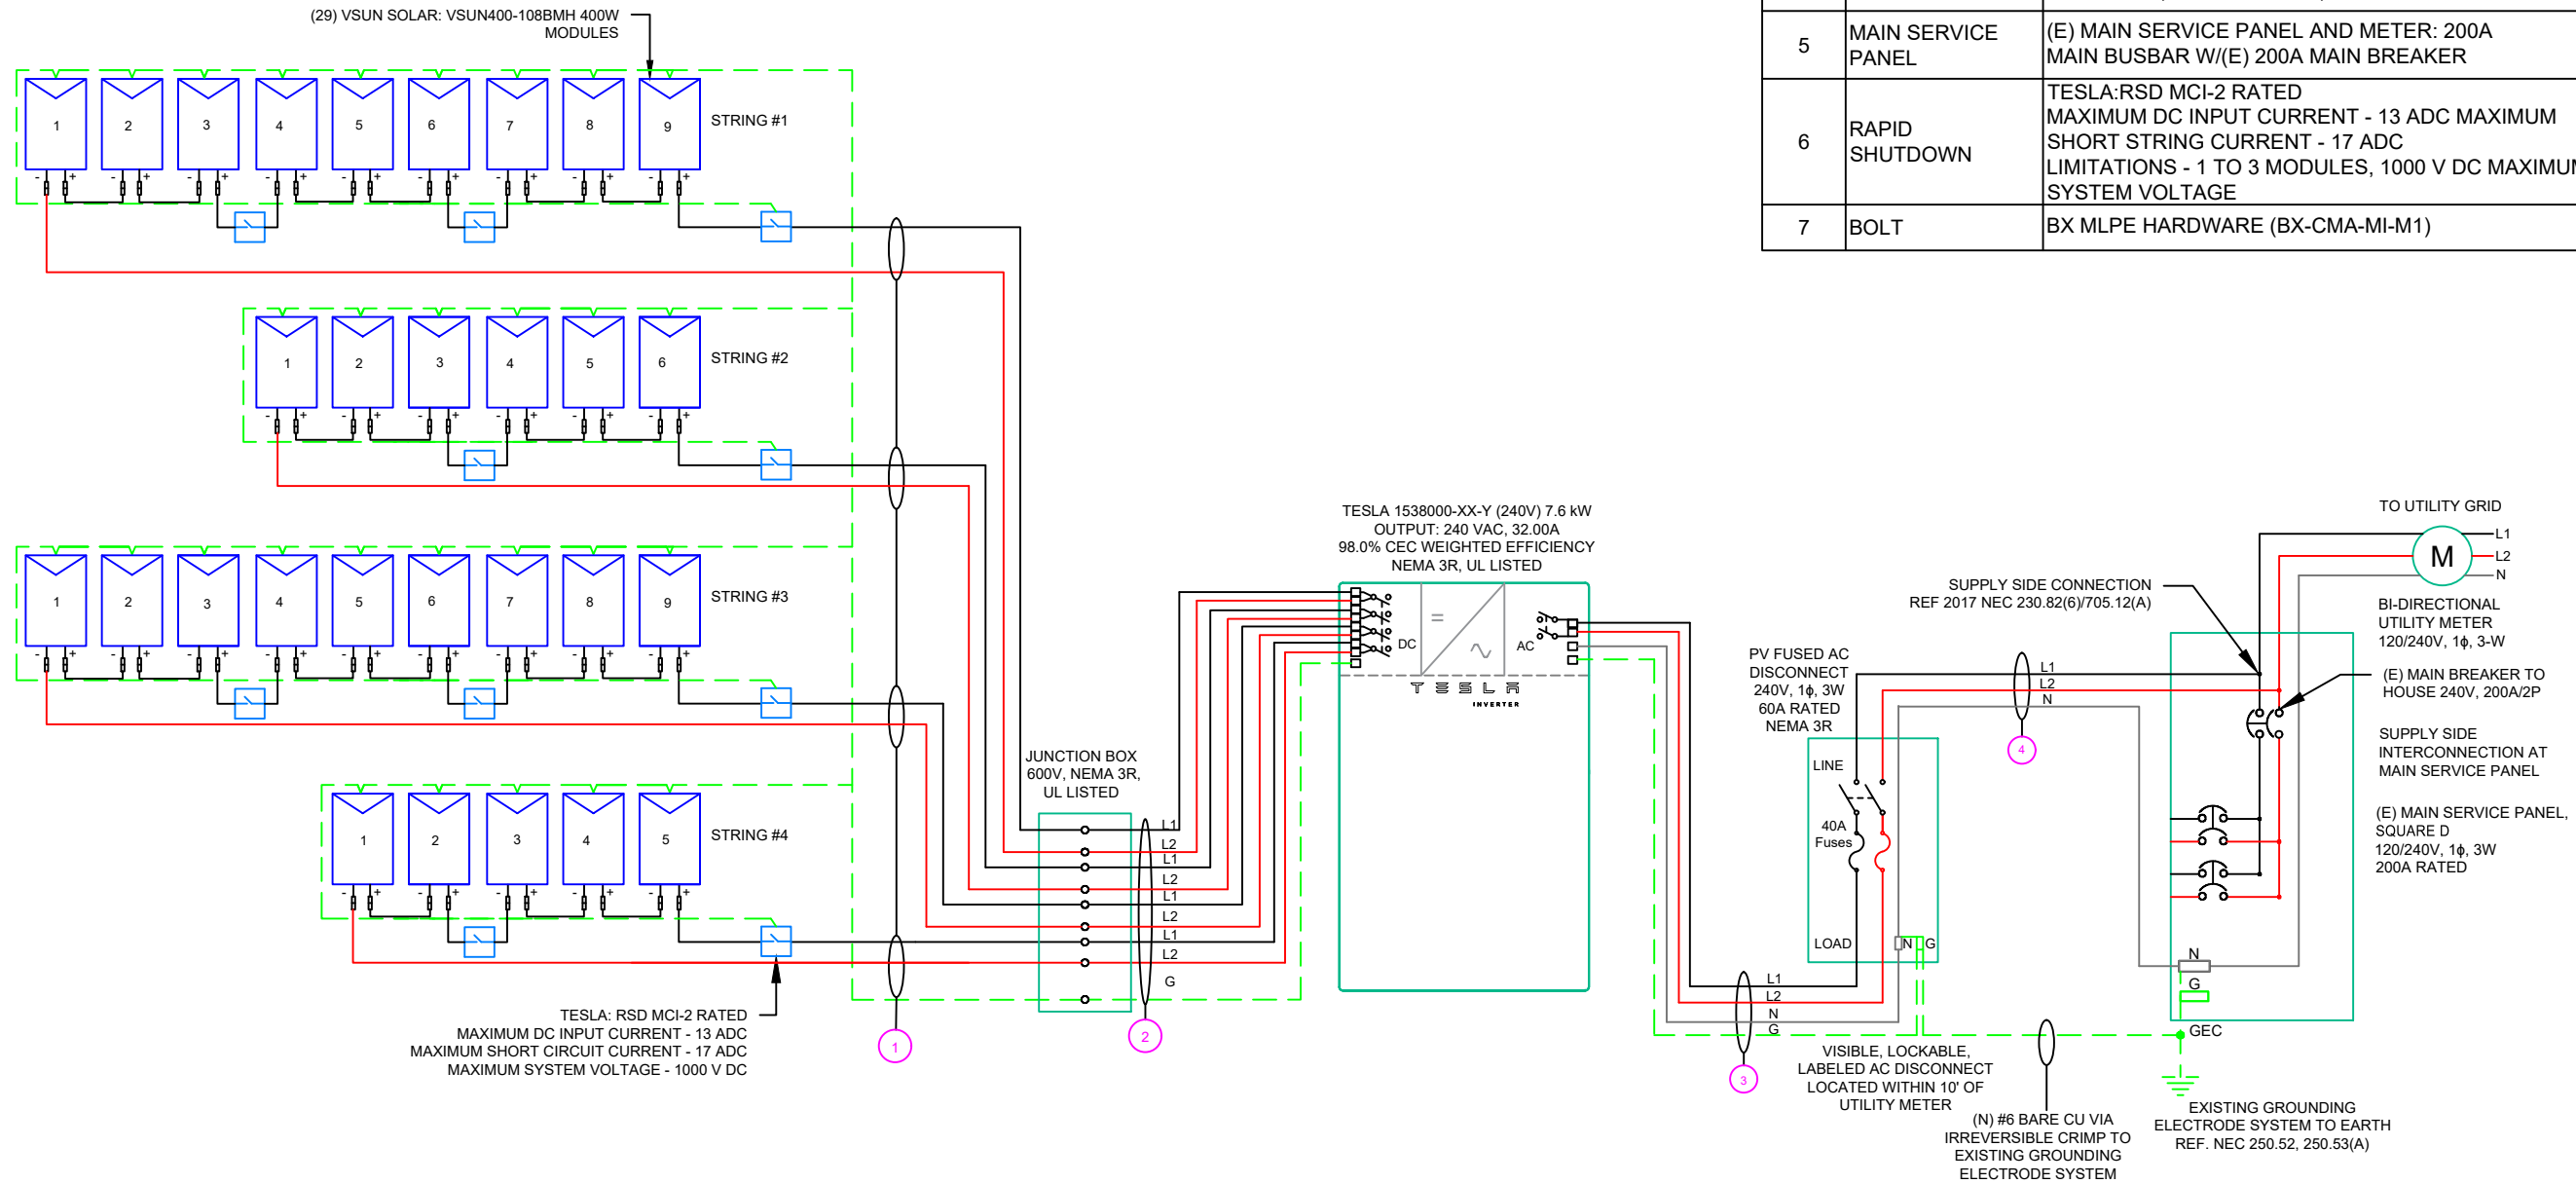 (29) VSUN SOLAR: VSUN400-108BMH 400W
MODULES
5
MAIN SERVICE
PANEL
(E) MAIN SERVICE PANEL AND METER: 200A
MAIN BUSBAR W/(E) 200A MAIN BREAKER
6
RAPID
SHUTDOWN
TESLA:RSD MCI-2 RATED
MAXIMUM DC INPUT CURRENT - 13 ADC MAXIMUM
SHORT STRING CURRENT - 17 ADC
LIMITATIONS - 1 TO 3 MODULES, 1000 V DC MAXIMUM
SYSTEM VOLTAGE
7
BOLT
BX MLPE HARDWARE (BX-CMA-MI-M1)
1 2 3 4 5 6 7 8 9
STRING #1
- + - + - + - + - + - + - + - + - +
1 2 3 4 5 6
STRING #2
- + - + - + - + - + - +
1 2 3 4 5 6 7 8 9
STRING #3
- + - + - + - + - + - + - + - + - +
1 2 3 4 5
STRING #4
- + - + - + - + - +
TESLA: RSD MCI-2 RATED
MAXIMUM DC INPUT CURRENT - 13 ADC
MAXIMUM SHORT CIRCUIT CURRENT - 17 ADC
MAXIMUM SYSTEM VOLTAGE - 1000 V DC
1
JUNCTION BOX
600V, NEMA 3R,
UL LISTED
L1
L2
L1
L2
L1
L2
L1
L2
G
2
TESLA 1538000-XX-Y (240V) 7.6 kW
OUTPUT: 240 VAC, 32.00A
98.0% CEC WEIGHTED EFFICIENCY
NEMA 3R, UL LISTED
DC
AC
TESLA
INVERTER
L1
L2
N
G
3
PV FUSED AC
DISCONNECT
240V, 1ϕ, 3W
60A RATED
NEMA 3R
LINE
40A
Fuses
LOAD
N G
VISIBLE, LOCKABLE,
LABELED AC DISCONNECT
LOCATED WITHIN 10' OF
UTILITY METER
L1
L2
N
4
SUPPLY SIDE CONNECTION
REF 2017 NEC 230.82(6)/705.12(A)
(N) #6 BARE CU VIA
IRREVERSIBLE CRIMP TO
EXISTING GROUNDING
ELECTRODE SYSTEM
TO UTILITY GRID
M
L1
L2
N
BI-DIRECTIONAL
UTILITY METER
120/240V, 1ϕ, 3-W
(E) MAIN BREAKER TO
HOUSE 240V, 200A/2P
SUPPLY SIDE
INTERCONNECTION AT
MAIN SERVICE PANEL
(E) MAIN SERVICE PANEL,
SQUARE D
120/240V, 1ϕ, 3W
200A RATED
N
G
GEC
EXISTING GROUNDING
ELECTRODE SYSTEM TO EARTH
REF. NEC 250.52, 250.53(A)